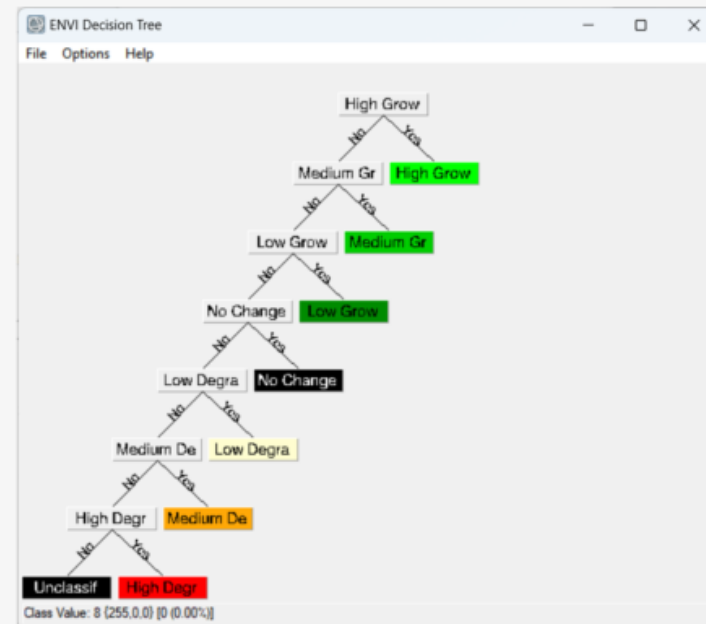 ENVI Decision Tree
File Options Help
High Grow
No Yes
Medium Gr High Grow
No Yes
Low Grow Medium Gr
No Yes
No Change Low Grow
No Yes
Low Degra No Change
No Yes
Medium De Low Degra
No Yes
High Degr Medium De
No Yes
Unclassif High Degr
Class Value: 8 {255,0,0} [0 (0.00%)]